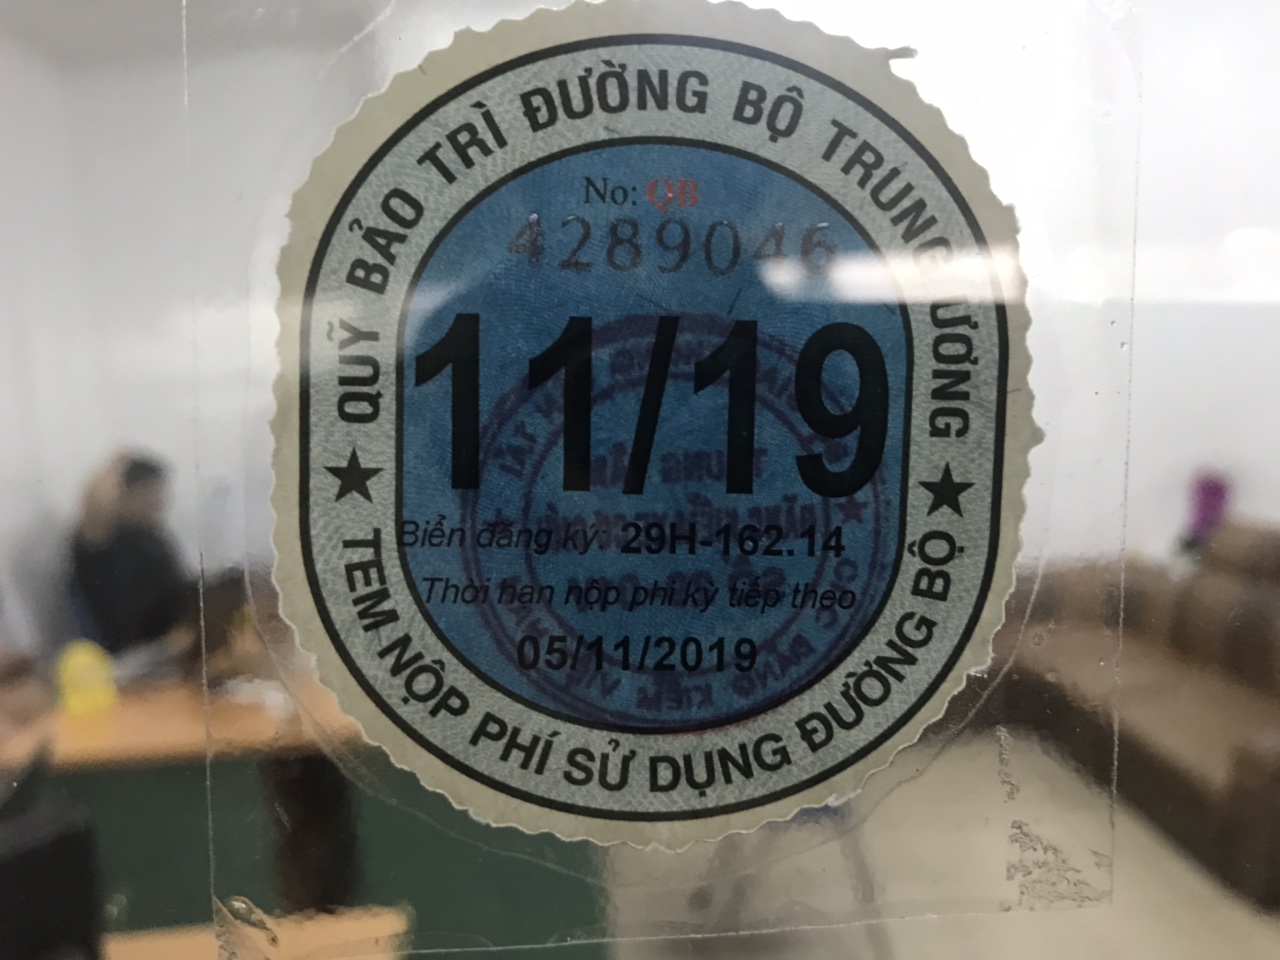 QUỸ BẢO TRÌ ĐƯỜNG BỘ TRUNG ƯƠNG
No: QB
4289046
11/19
Biển đăng ký: 29H-162.14
Thời hạn nộp phí kỳ tiếp theo
05/11/2019
TEM NỘP PHÍ SỬ DỤNG ĐƯỜNG BỘ